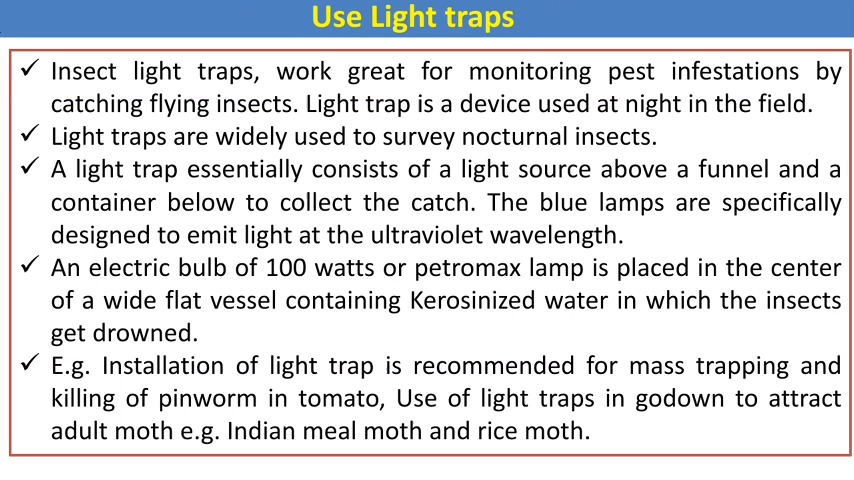 Use Light traps
✓ Insect light traps, work great for monitoring pest infestations by
catching flying insects. Light trap is a device used at night in the field.
✓ Light traps are widely used to survey nocturnal insects.
✓ A light trap essentially consists of a light source above a funnel and a
container below to collect the catch. The blue lamps are specifically
designed to emit light at the ultraviolet wavelength.
✓ An electric bulb of 100 watts or petromax lamp is placed in the center
of a wide flat vessel containing Kerosinized water in which the insects
get drowned.
✓ E.g. Installation of light trap is recommended for mass trapping and
killing of pinworm in tomato, Use of light traps in godown to attract
adult moth e.g. Indian meal moth and rice moth.